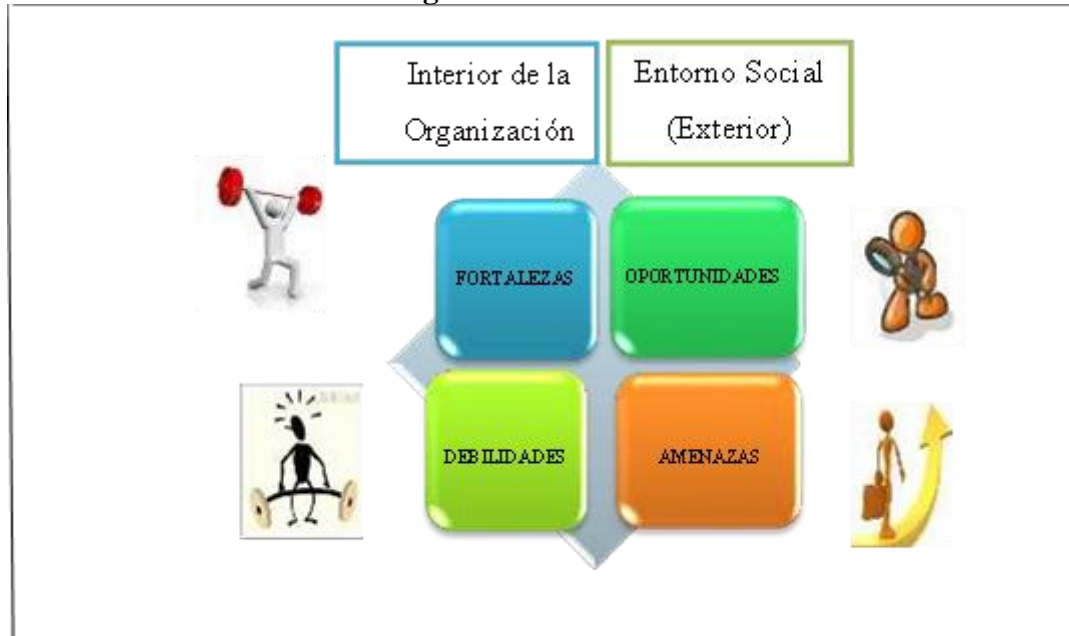 Interior de la
Organización
Entorno Social
(Exterior)
FORTALEZAS
OPORTUNIDADES
DEBILIDADES
AMENAZAS